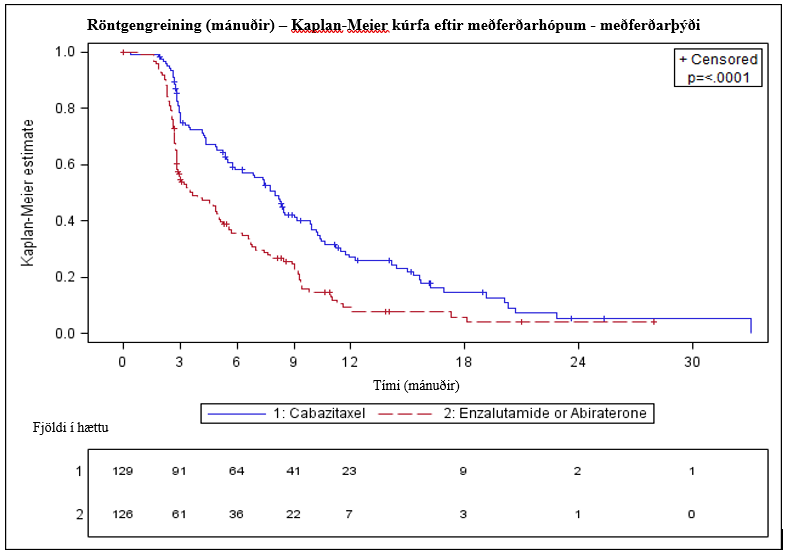 Röntgengreining (mánuðir) – Kaplan-Meier kúrfa eftir meðferðarhópum - meðferðarþýði
+ Censored
p=<.0001
1.0
0.8
0.6
0.4
0.2
0.0
Kaplan-Meier estimate
0 3 6 9 12 18 24 30
Tími (mánuðir)
1: Cabazitaxel 2: Enzalutamide or Abiraterone
Fjöldi í hættu
1 129 91 64 41 23 9 2 1
2 126 61 36 22 7 3 1 0